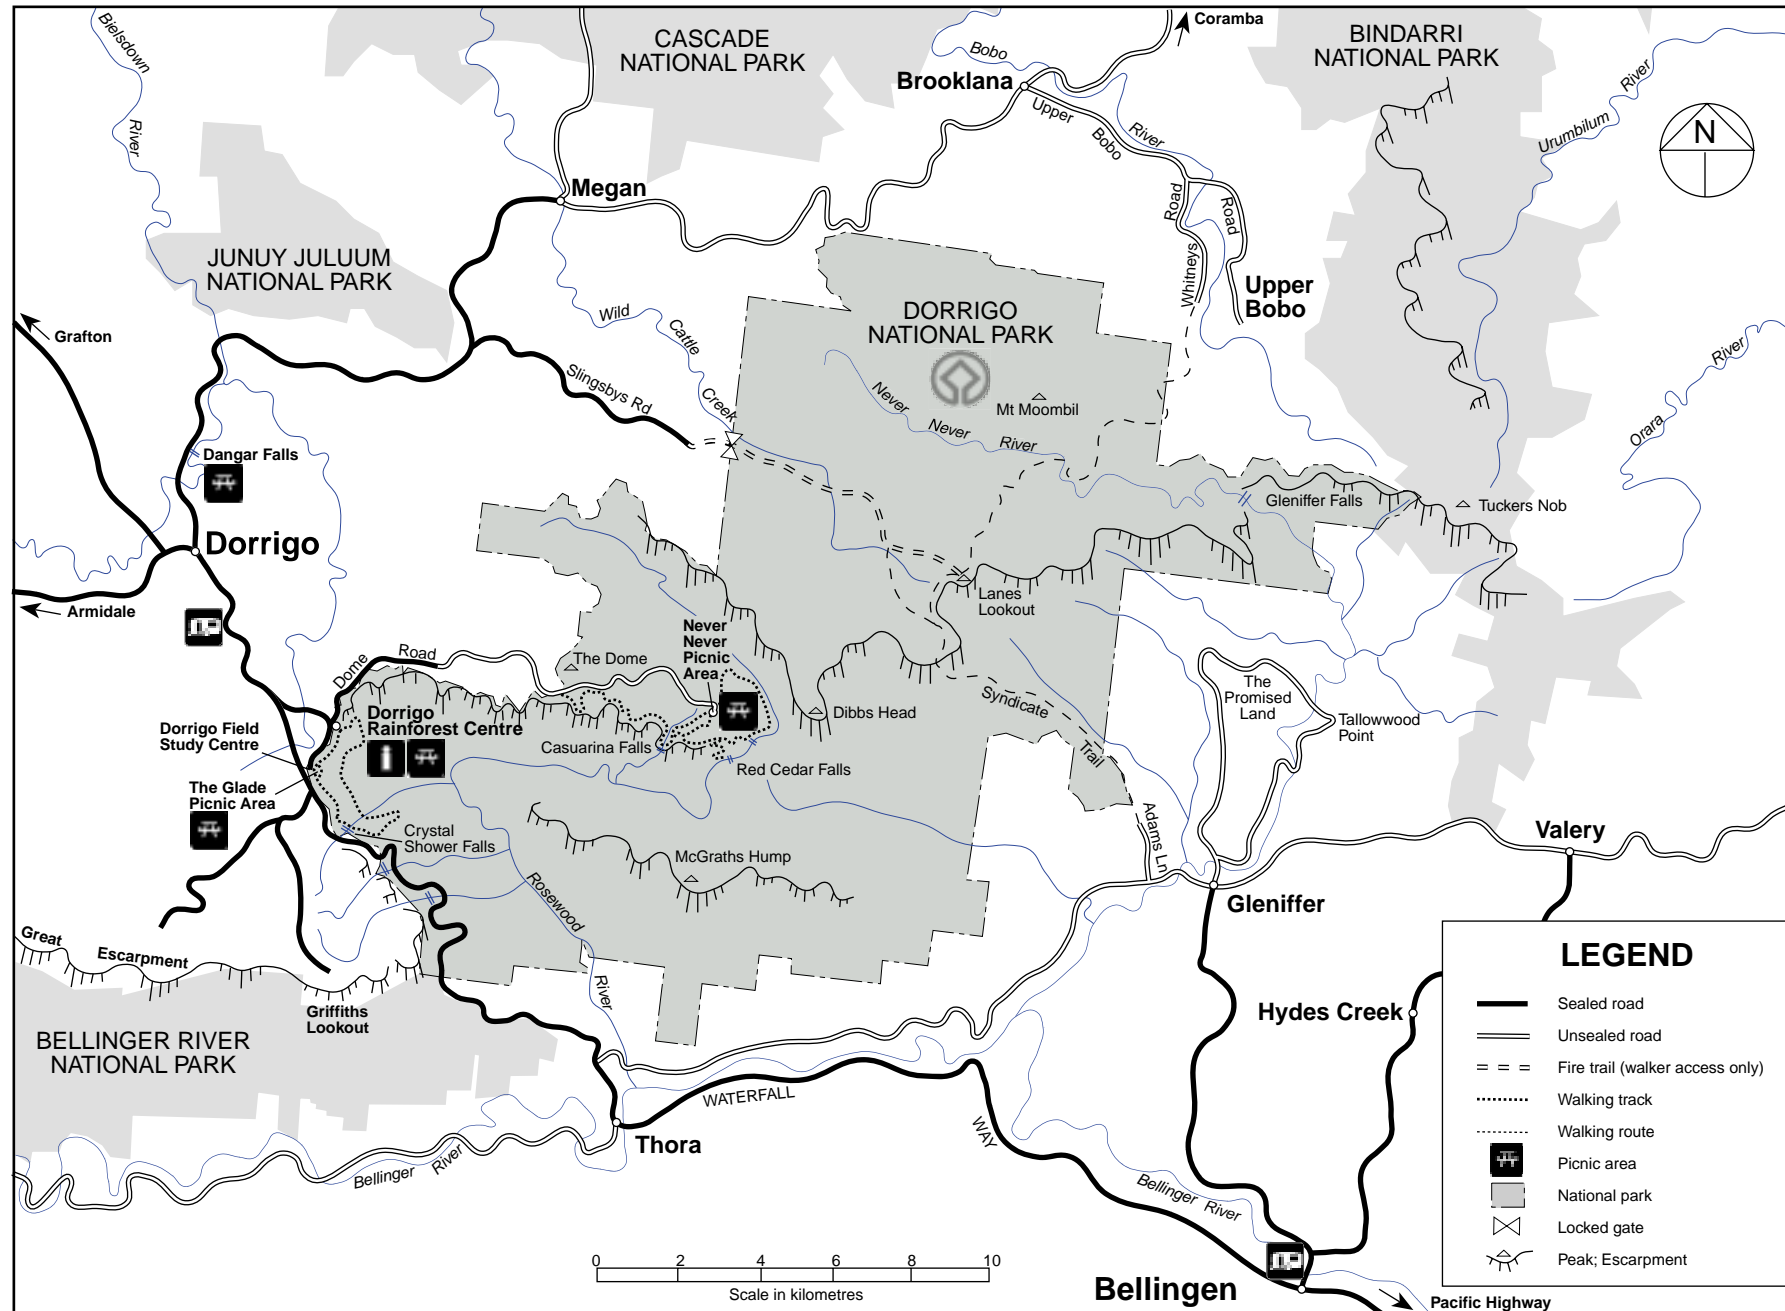 Bielsdown
River
CASCADE
NATIONAL PARK
Bobo
River
Coramba
BINDARRI
NATIONAL PARK
Urumbilum
River
Brooklana
Upper
Bobo
Road
Road
Whitneys
N
Megan
JUNUY JULUUM
NATIONAL PARK
Upper
Bobo
Grafton
Wild
Cattle
Creek
DORRIGO
NATIONAL PARK
Slingsbys Rd
Mt Moombil
Never
Never
River
Orara
River
Dangar Falls
Gleniffer Falls
Tuckers Nob
Dorrigo
Armidale
Lanes
Lookout
Never
Never
Picnic
Area
Dome
Road
The Dome
The
Promised
Land
Tallowwood
Point
Syndicate
Trail
Dibbs Head
Dorrigo
Rainforest Centre
Dorrigo Field
Study Centre
Casuarina Falls
Red Cedar Falls
The Glade
Picnic Area
Crystal
Shower Falls
Adams Ln
Valery
McGraths Hump
Rosewood
River
Gleniffer
Great
Escarpment
Griffiths
Lookout
BELLINGER RIVER
NATIONAL PARK
Hydes Creek
WATERFALL
WAY
Thora
Bellinger
River
Bellinger River
Bellingen
Pacific Highway
0 2 4 6 8 10
Scale in kilometres
LEGEND
Sealed road
Unsealed road
Fire trail (walker access only)
Walking track
Walking route
Picnic area
National park
Locked gate
Peak; Escarpment